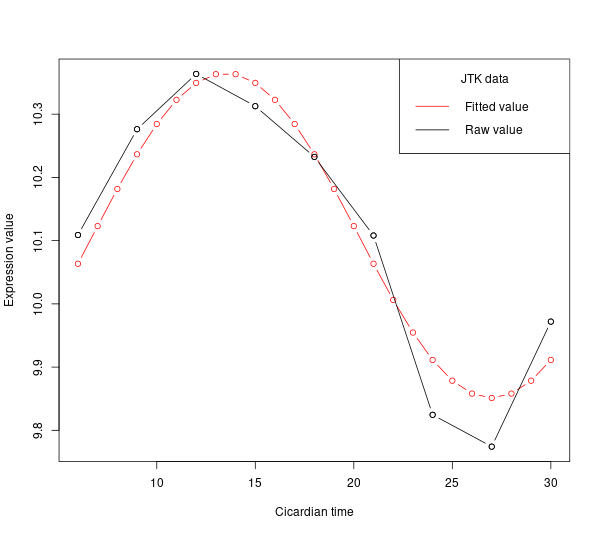 JTK data
Fitted value
Raw value
Expression value
10.3
10.2
10.1
10.0
9.9
9.8
10 15 20 25 30
Cicardian time